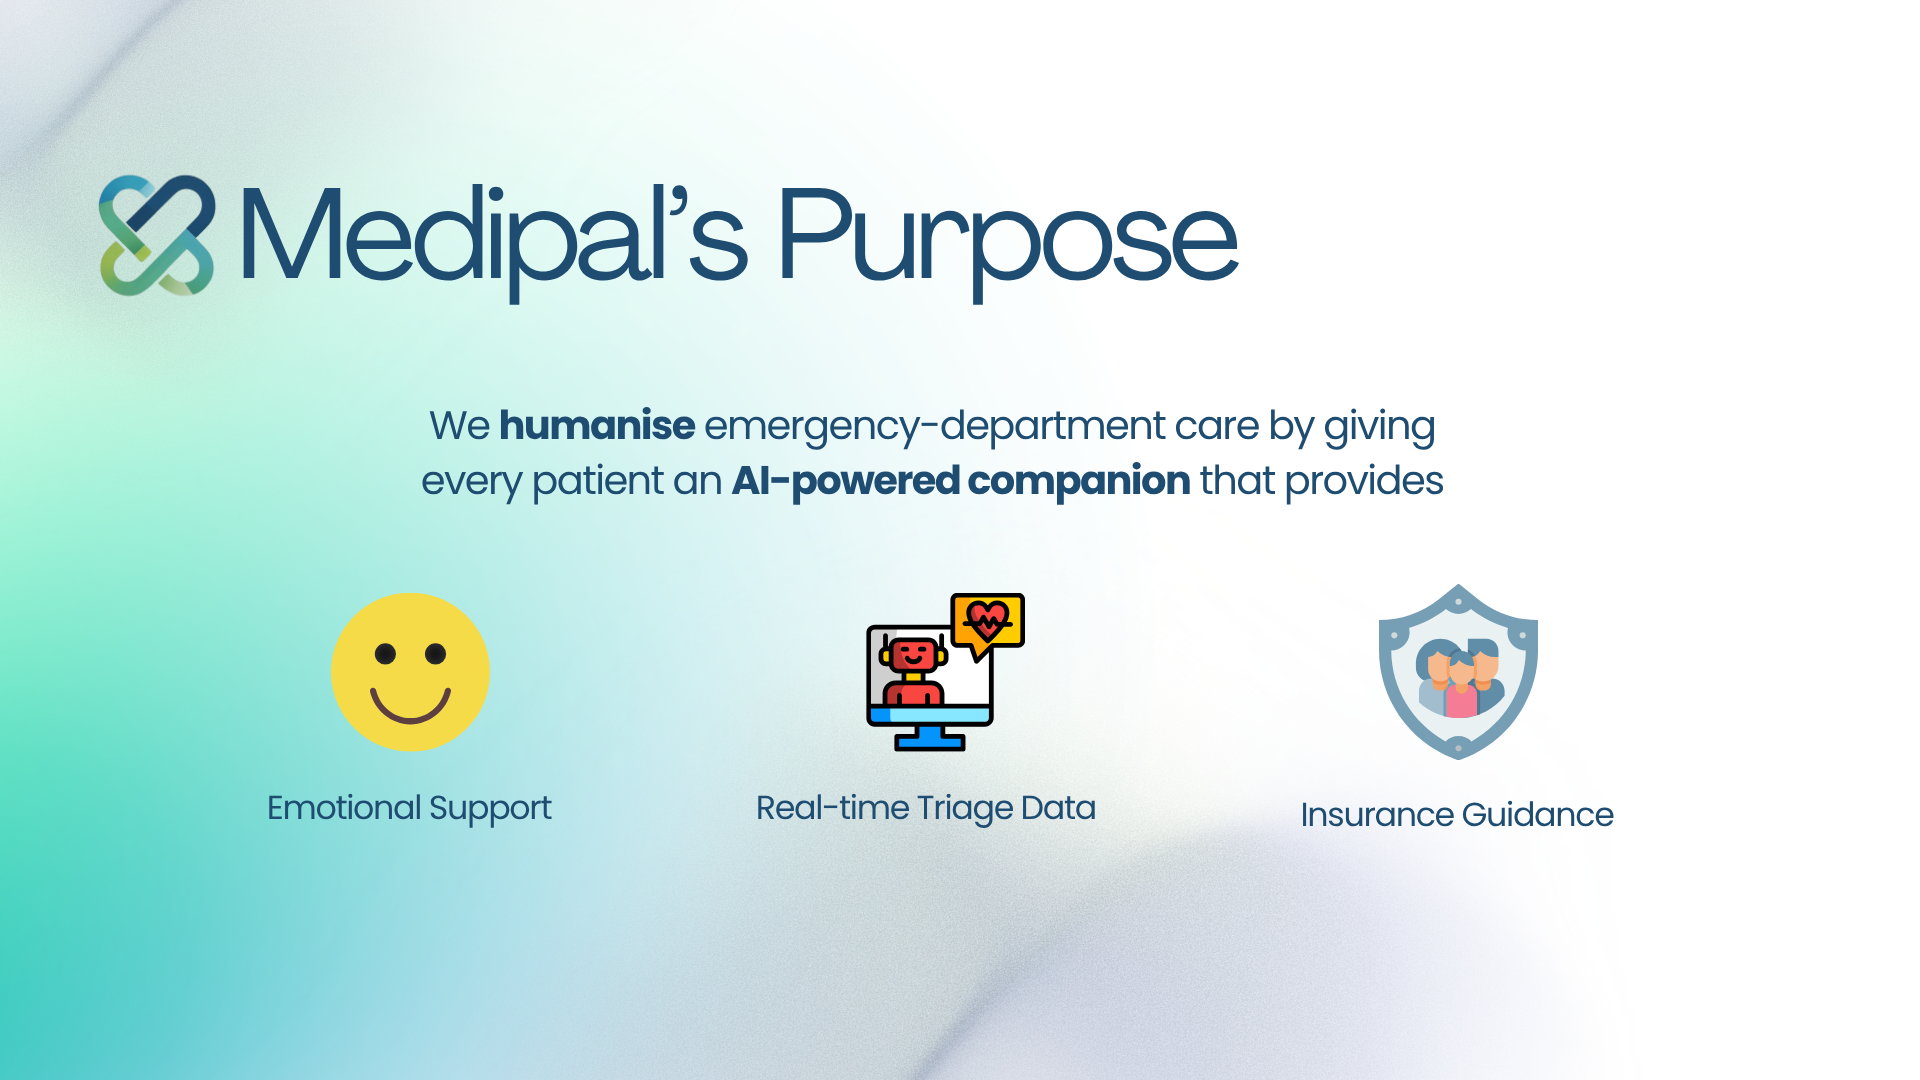 Medipal’s Purpose
We humanise emergency-department care by giving
every patient an AI-powered companion that provides
Emotional Support
Real-time Triage Data
Insurance Guidance